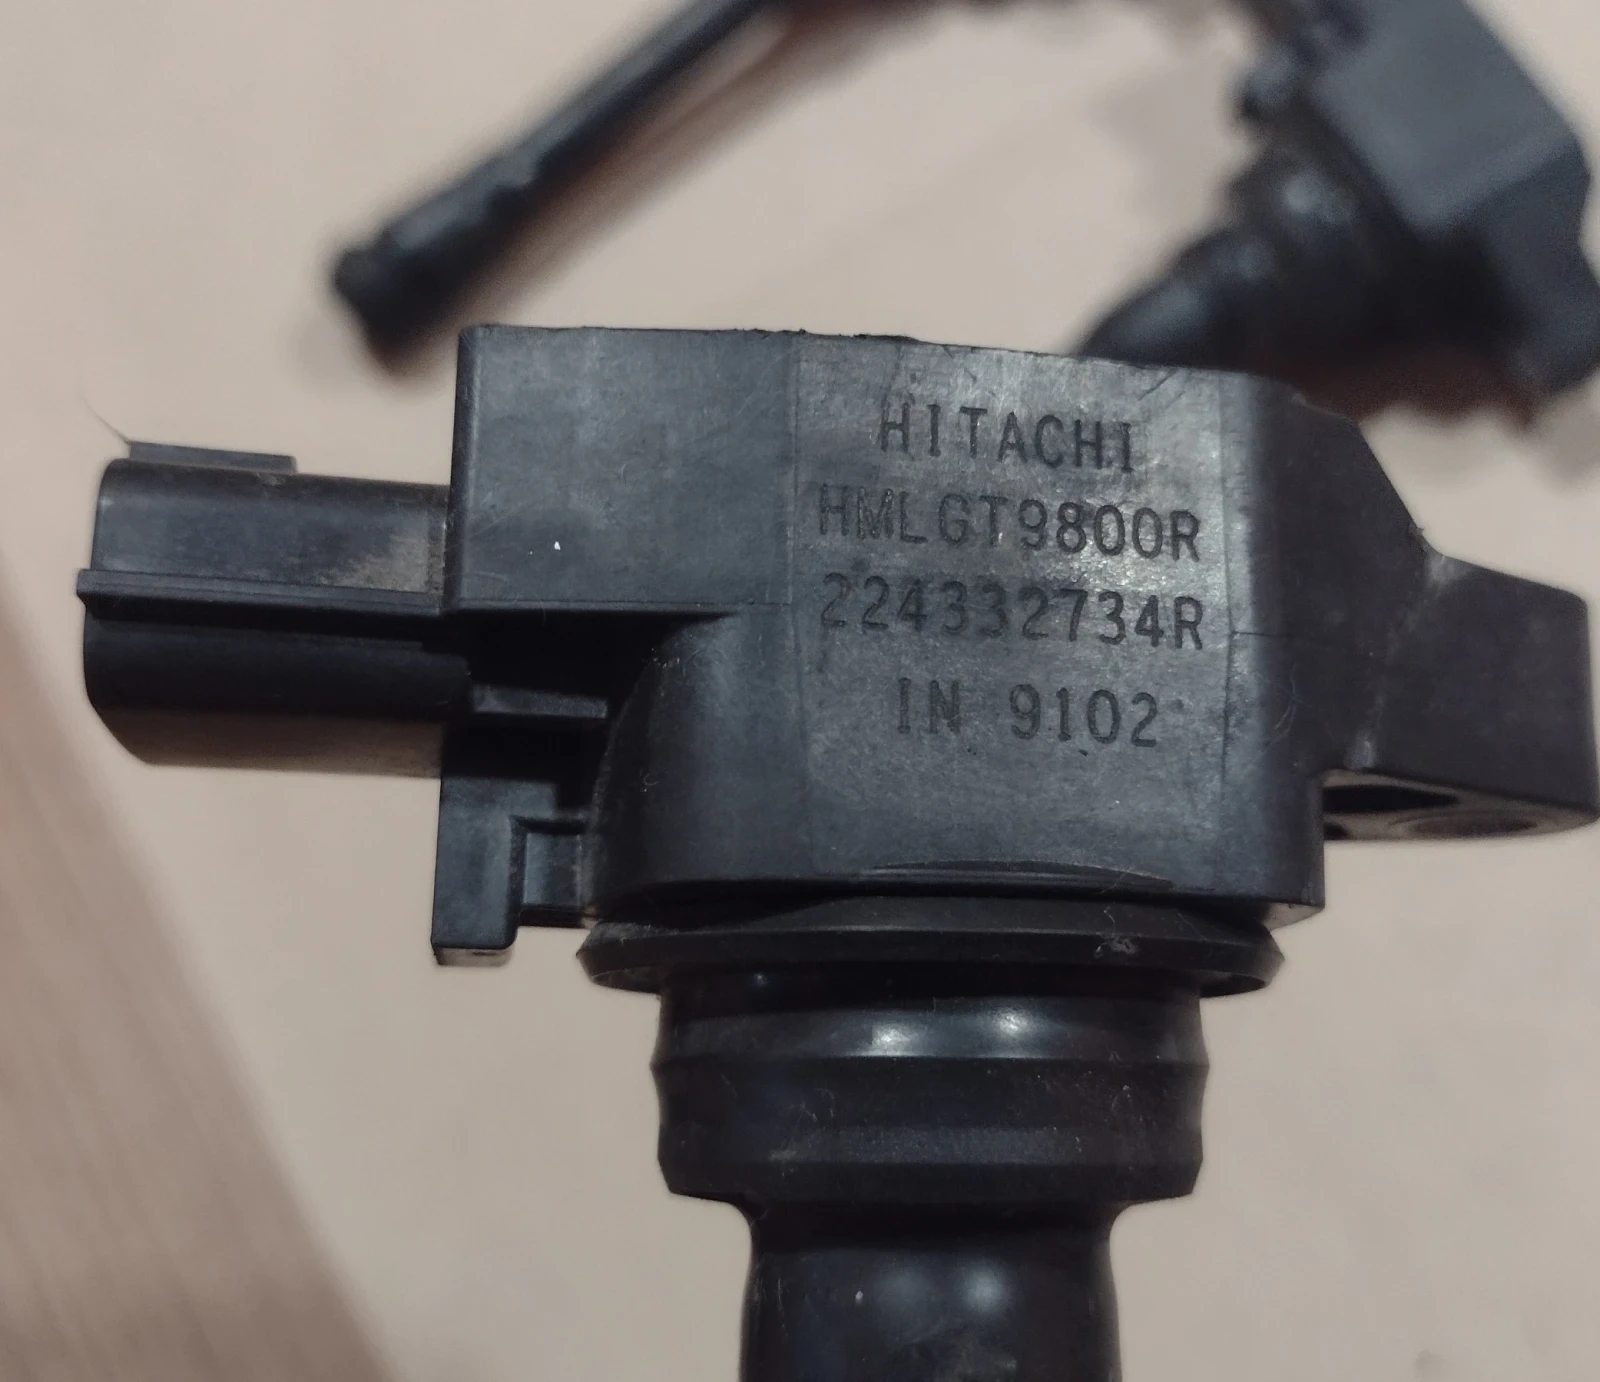 HITACHI
HMLGT9800R
224332734R
IN 9102